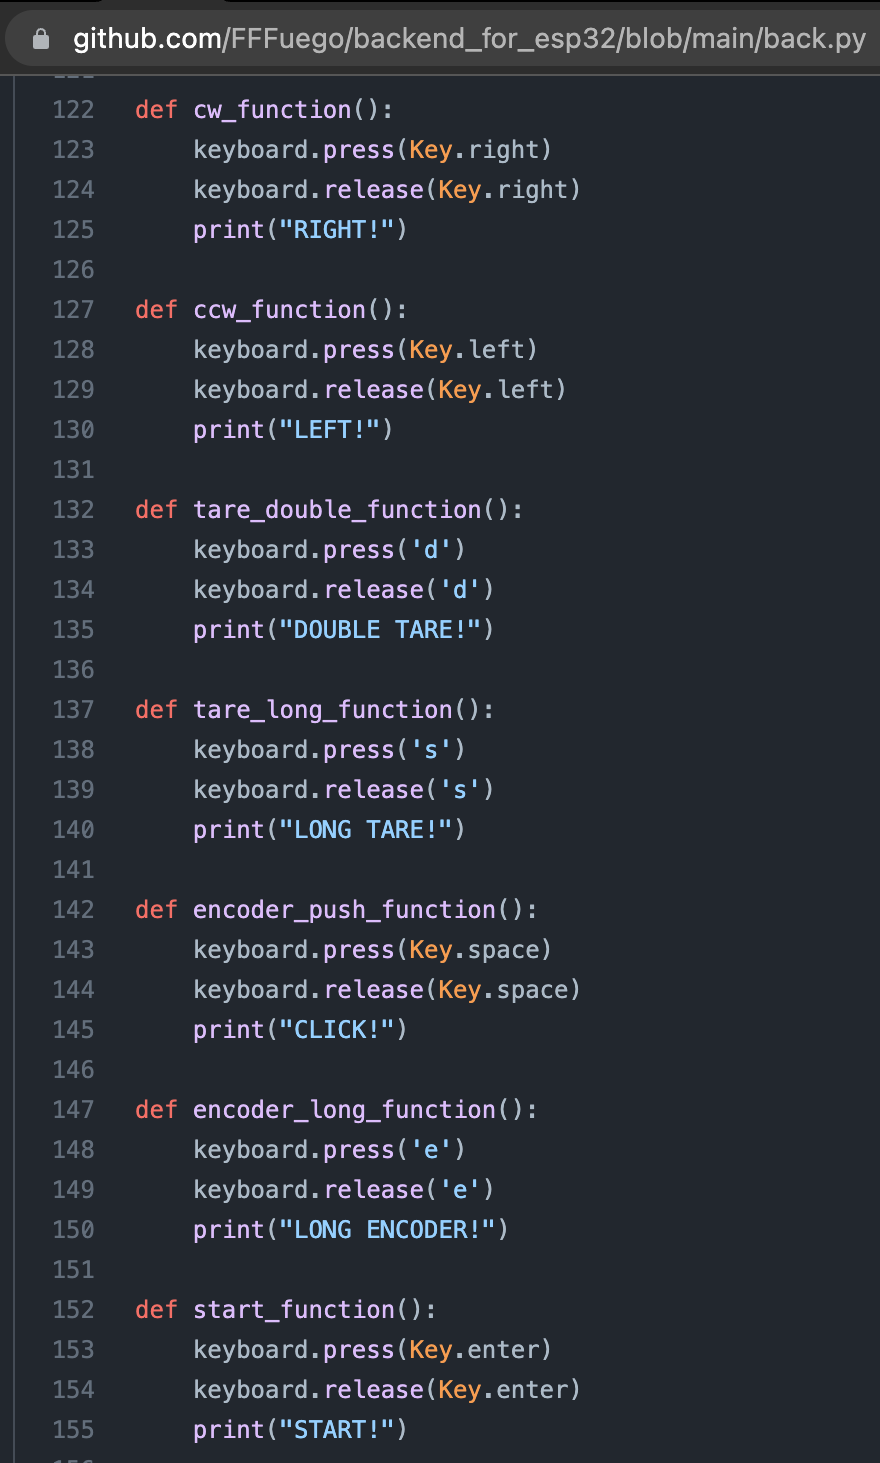 github.com/FFFuego/backend_for_esp32/blob/main/back.py
122 def cw_function():
123 keyboard.press(Key.right)
124 keyboard.release(Key.right)
125 print("RIGHT!")
126
127 def ccw_function():
128 keyboard.press(Key.left)
129 keyboard.release(Key.left)
130 print("LEFT!")
131
132 def tare_double_function():
133 keyboard.press('d')
134 keyboard.release('d')
135 print("DOUBLE TARE!")
136
137 def tare_long_function():
138 keyboard.press('s')
139 keyboard.release('s')
140 print("LONG TARE!")
141
142 def encoder_push_function():
143 keyboard.press(Key.space)
144 keyboard.release(Key.space)
145 print("CLICK!")
146
147 def encoder_long_function():
148 keyboard.press('e')
149 keyboard.release('e')
150 print("LONG ENCODER!")
151
152 def start_function():
153 keyboard.press(Key.enter)
154 keyboard.release(Key.enter)
155 print("START!")